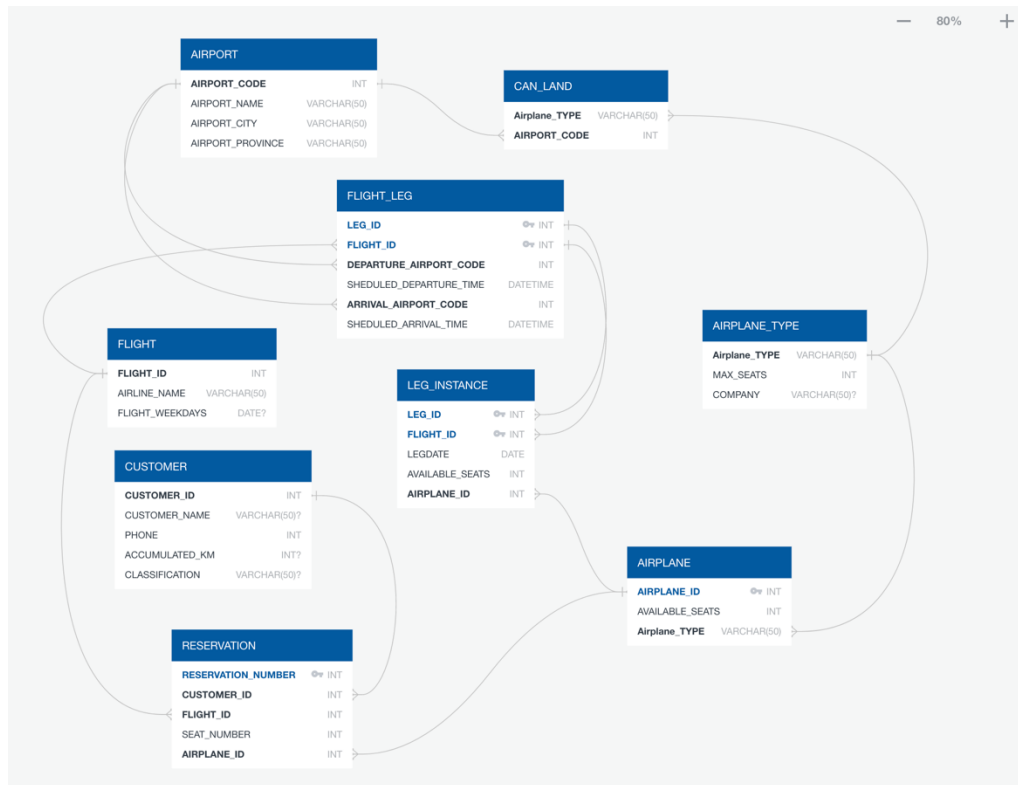 80%
AIRPORT
AIRPORT_CODE INT
AIRPORT_NAME VARCHAR(50)
AIRPORT_CITY VARCHAR(50)
AIRPORT_PROVINCE VARCHAR(50)
CAN_LAND
Airplane_TYPE VARCHAR(50)
AIRPORT_CODE INT
FLIGHT_LEG
LEG_ID INT
FLIGHT_ID INT
DEPARTURE_AIRPORT_CODE INT
SHEDULED_DEPARTURE_TIME DATETIME
ARRIVAL_AIRPORT_CODE INT
SHEDULED_ARRIVAL_TIME DATETIME
FLIGHT
FLIGHT_ID INT
AIRLINE_NAME VARCHAR(50)
FLIGHT_WEEKDAYS DATE?
AIRPLANE_TYPE
Airplane_TYPE VARCHAR(50)
MAX_SEATS INT
COMPANY VARCHAR(50)?
LEG_INSTANCE
LEG_ID INT
FLIGHT_ID INT
LEGDATE DATE
AVAILABLE_SEATS INT
AIRPLANE_ID INT
CUSTOMER
CUSTOMER_ID INT
CUSTOMER_NAME VARCHAR(50)?
PHONE INT
ACCUMULATED_KM INT?
CLASSIFICATION VARCHAR(50)?
AIRPLANE
AIRPLANE_ID INT
AVAILABLE_SEATS INT
Airplane_TYPE VARCHAR(50)
RESERVATION
RESERVATION_NUMBER INT
CUSTOMER_ID INT
FLIGHT_ID INT
SEAT_NUMBER INT
AIRPLANE_ID INT